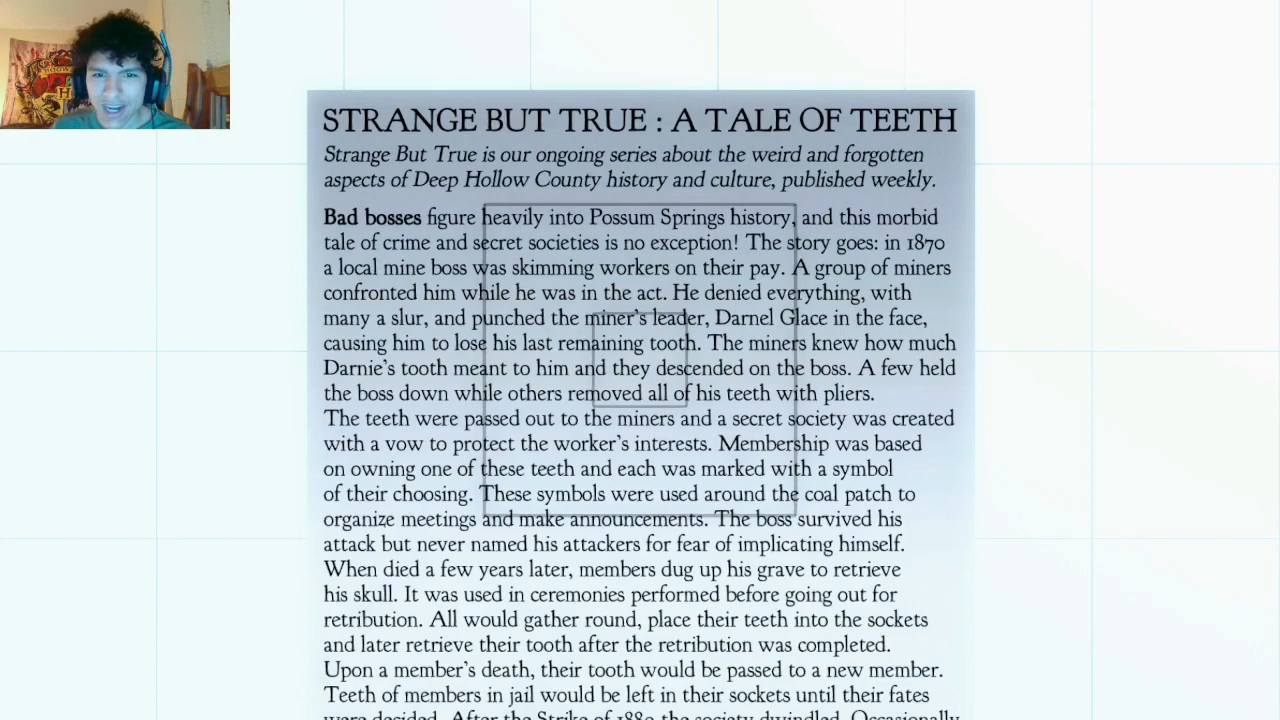 STRANGE BUT TRUE : A TALE OF TEETH
Strange But True is our ongoing series about the weird and forgotten
aspects of Deep Hollow County history and culture, published weekly.
Bad bosses figure heavily into Possum Springs history, and this morbid
tale of crime and secret societies is no exception! The story goes: in 1870
a local mine boss was skimming workers on their pay. A group of miners
confronted him while he was in the act. He denied everything, with
many a slur, and punched the miner's leader, Darnel Glace in the face,
causing him to lose his last remaining tooth. The miners knew how much
Darnie's tooth meant to him and they descended on the boss. A few held
the boss down while others removed all of his teeth with pliers.
The teeth were passed out to the miners and a secret society was created
with a vow to protect the worker's interests. Membership was based
on owning one of these teeth and each was marked with a symbol
of their choosing. These symbols were used around the coal patch to
organize meetings and make announcements. The boss survived his
attack but never named his attackers for fear of implicating himself.
When died a few years later, members dug up his grave to retrieve
his skull. It was used in ceremonies performed before going out for
retribution. All would gather round, place their teeth into the sockets
and later retrieve their tooth after the retribution was completed.
Upon a member's death, their tooth would be passed to a new member.
Teeth of members in jail would be left in their sockets until their fates
were decided. After the Strike of 1880 the society dwindled. Occasionally